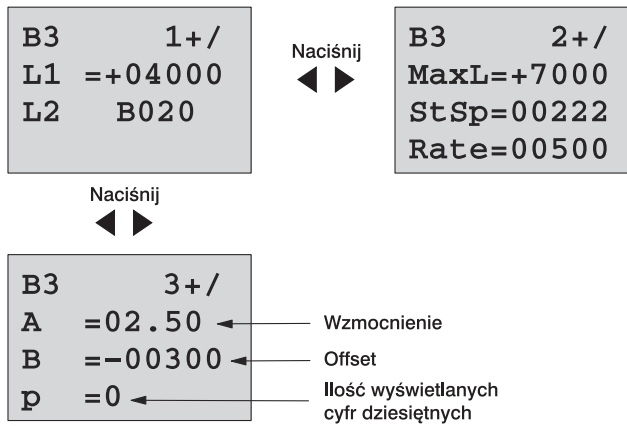 B3 1+/
L1 =+04000
L2 B020
Naciśnij
B3 2+/
MaxL=+7000
StSp=00222
Rate=00500
Naciśnij
B3 3+/
A =02.50
B =-00300
p =0
Wzmocnienie
Offset
Ilość wyświetlanych
cyfr dziesiętnych